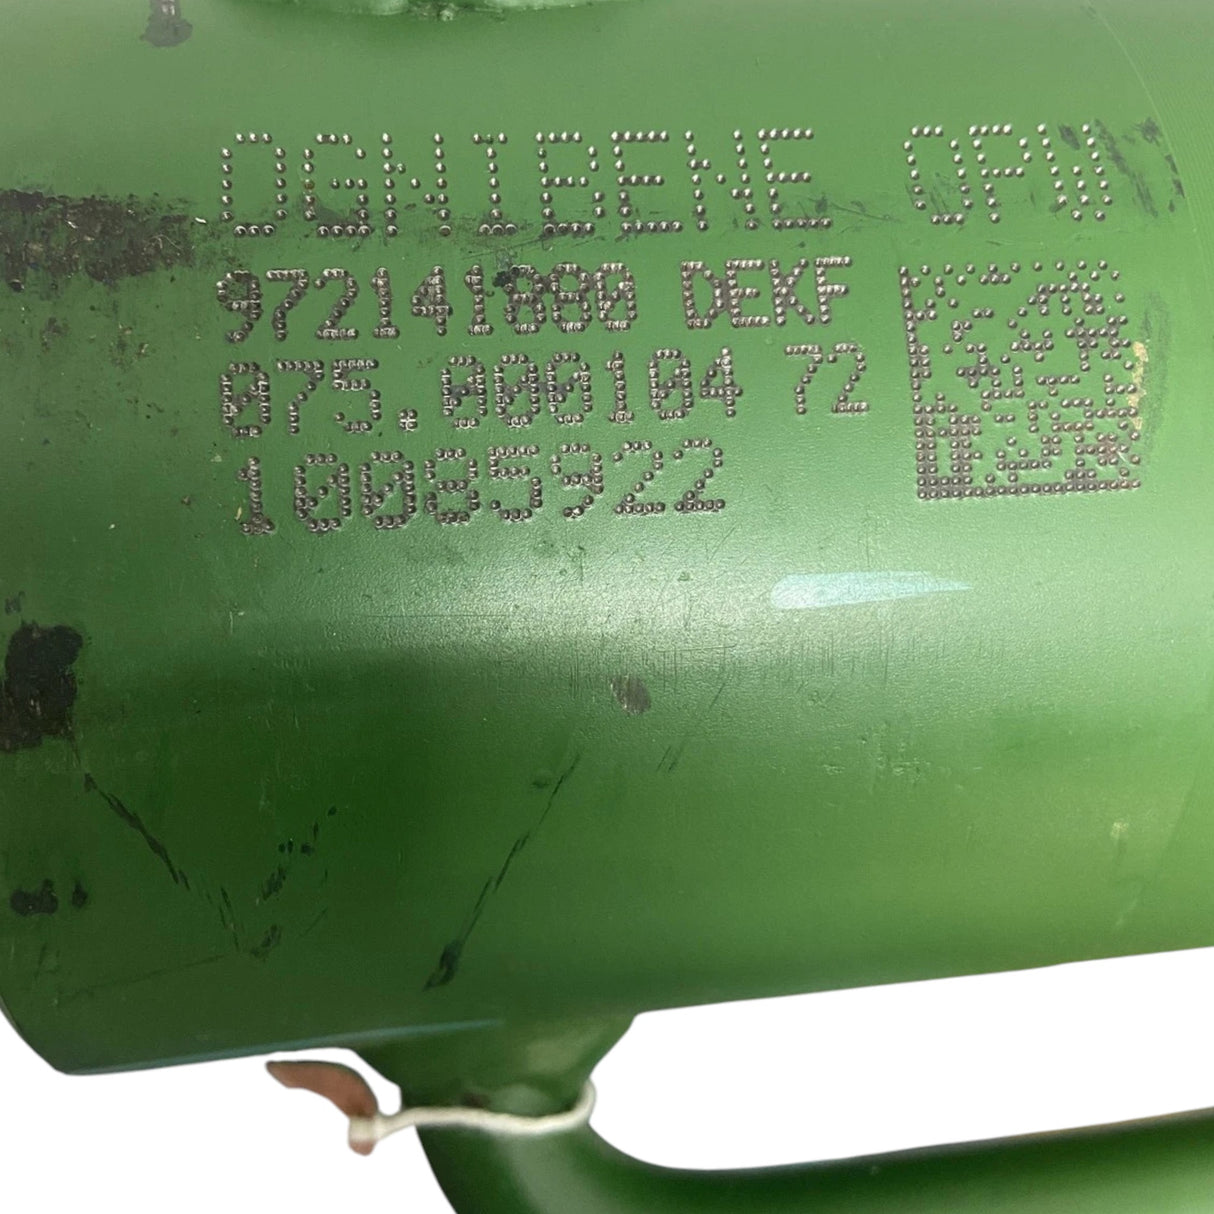 OGNIBENE OPW
972141880 DEKF
075.000104 72
10085922